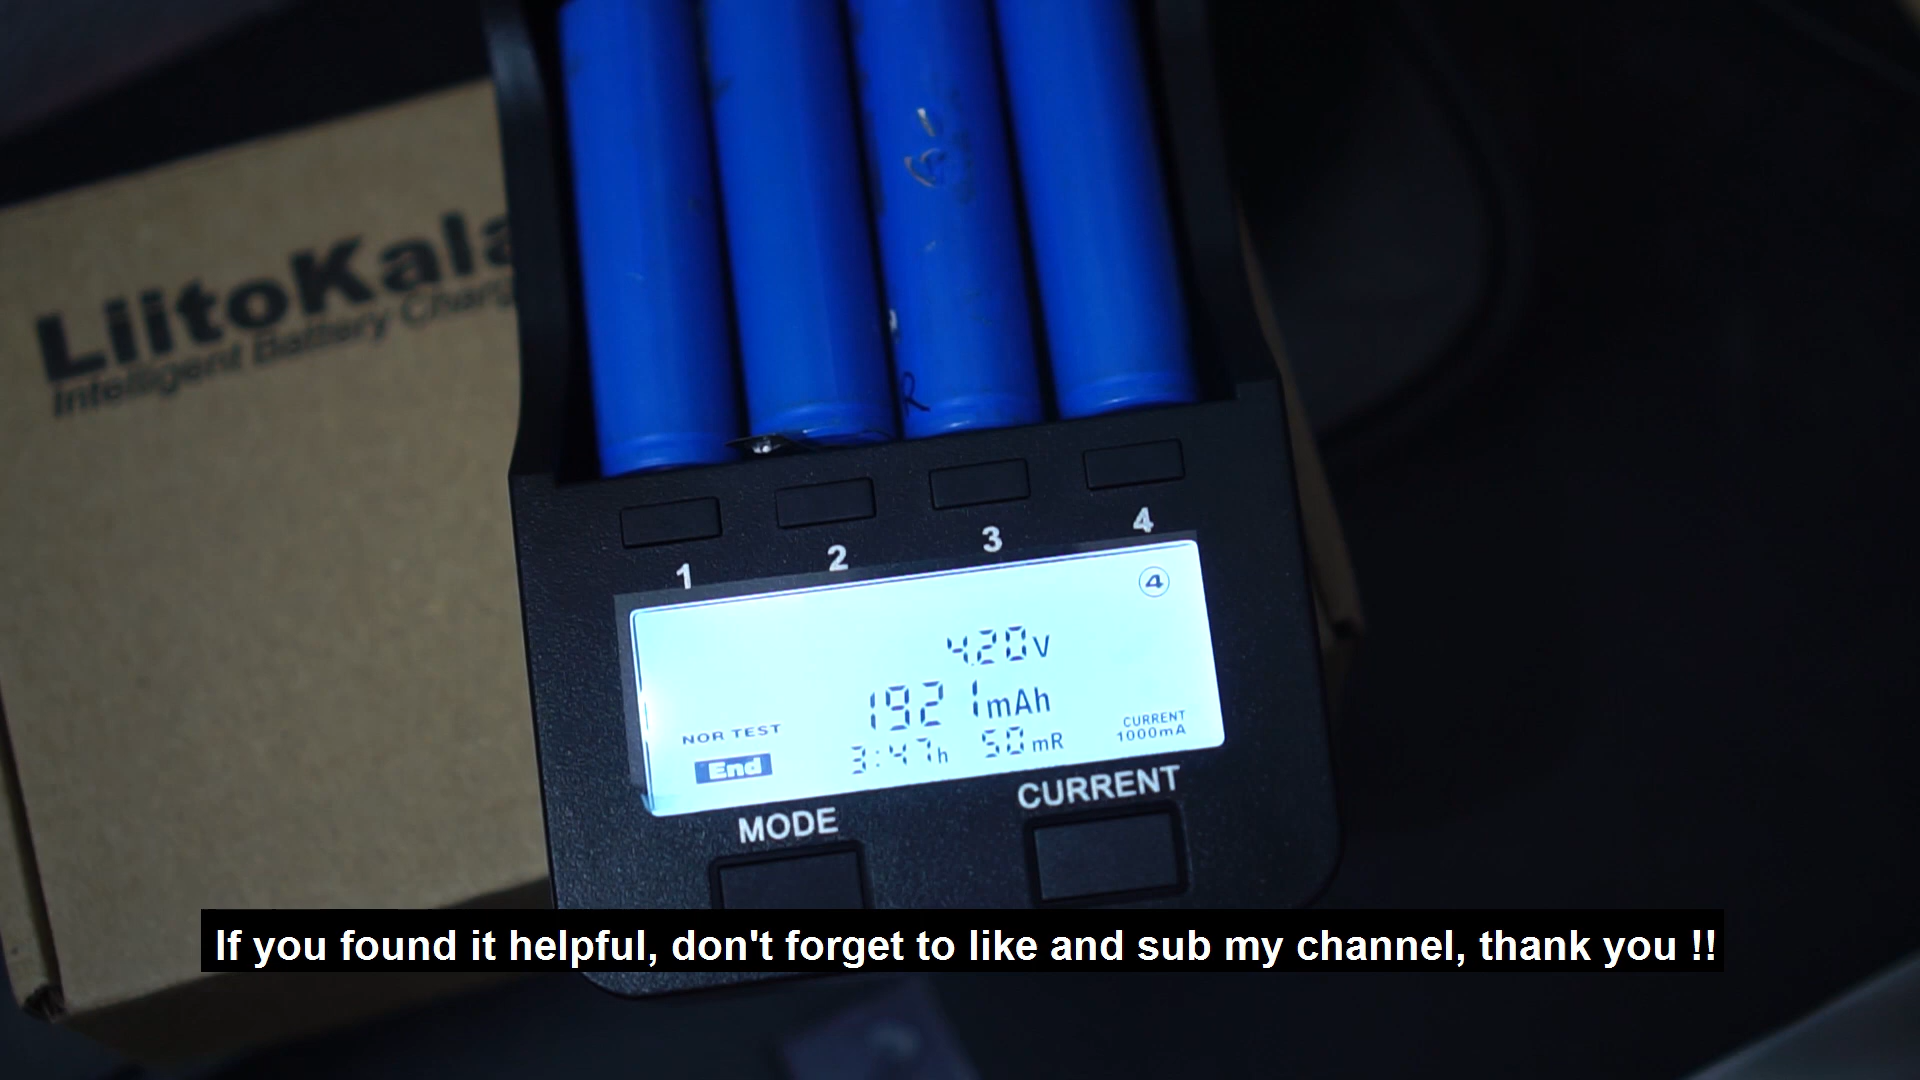 LiitoKala
Intelligent Battery Charg
1 2 3 4
4
4.20V
1921mAh
NOR TEST
End
3:47h 50mR
CURRENT
1000mA
MODE
CURRENT
If you found it helpful, don't forget to like and sub my channel, thank you !!